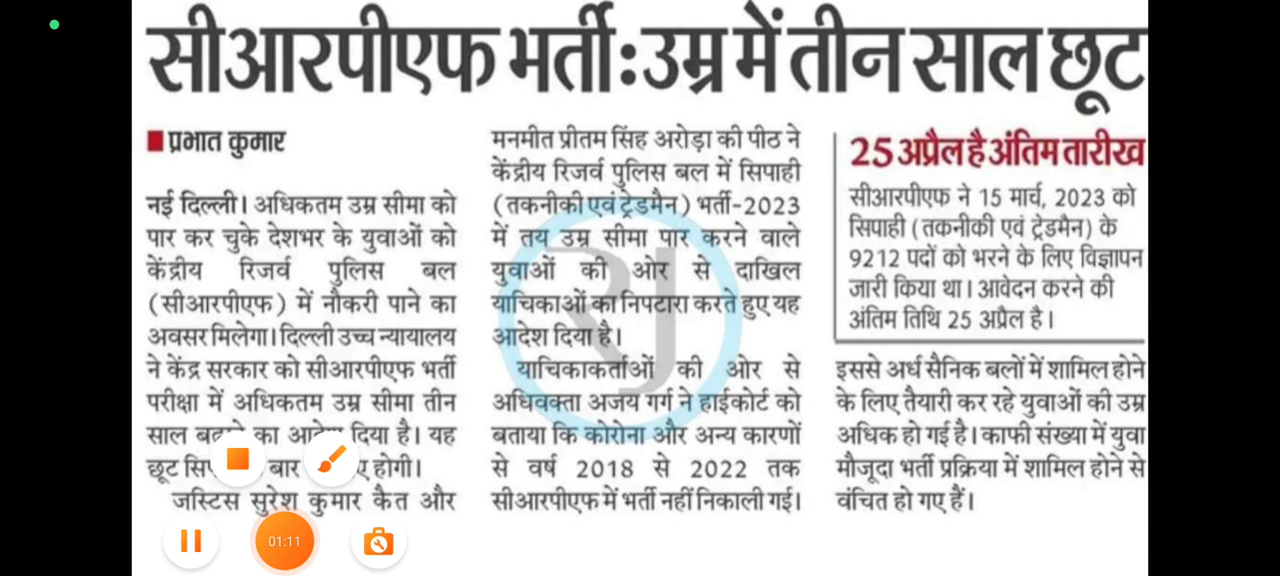 सीआरपीएफ भर्ती:उम्र में तीन साल छूट
प्रभात कुमार
नई दिल्ली। अधिकतम उम्र सीमा को
पार कर चुके देशभर के युवाओं को
केंद्रीय रिजर्व पुलिस बल
(सीआरपीएफ) में नौकरी पाने का
अवसर मिलेगा। दिल्ली उच्च न्यायालय
ने केंद्र सरकार को सीआरपीएफ भर्ती
परीक्षा में अधिकतम उम्र सीमा तीन
साल का दिया है। यह
छूट बार होगी।
जस्टिस सुरेश कुमार कैत और
मनमीत प्रीतम सिंह अरोड़ा की पीठ ने
केंद्रीय रिजर्व पुलिस बल में सिपाही
(तकनीकी एवं ट्रेडमैन) भर्ती-2023
में तय उम्र सीमा पार करने वाले
युवाओं की ओर से दाखिल
याचिकाओं का निपटारा करते हुए यह
आदेश दिया है।
याचिकाकर्ताओं की ओर से
अधिवक्ता अजय गर्ग ने हाईकोर्ट को
बताया कि कोरोना और अन्य कारणों
से वर्ष 2018 से 2022 तक
सीआरपीएफ में भर्ती नहीं निकाली गई।
25 अप्रैल है अंतिम तारीख
सीआरपीएफ ने 15 मार्च, 2023 को
सिपाही (तकनीकी एवं ट्रेडमैन) के
9212 पदों को भरने के लिए विज्ञापन
जारी किया था। आवेदन करने की
अंतिम तिथि 25 अप्रैल है।
इससे अर्ध सैनिक बलों में शामिल होने
के लिए तैयारी कर रहे युवाओं की उम्र
अधिक हो गई है। काफी संख्या में युवा
मौजूदा भर्ती प्रक्रिया में शामिल होने से
वंचित हो गए हैं।
RJ
01:11